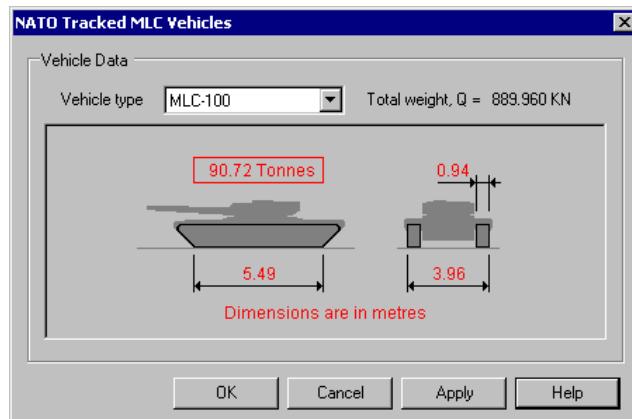 NATO Tracked MLC Vehicles
Vehicle Data
Vehicle type MLC-100 Total weight, Q = 889.960 KN
90.72 Tonnes
0.94
5.49
3.96
Dimensions are in metres
OK Cancel Apply Help